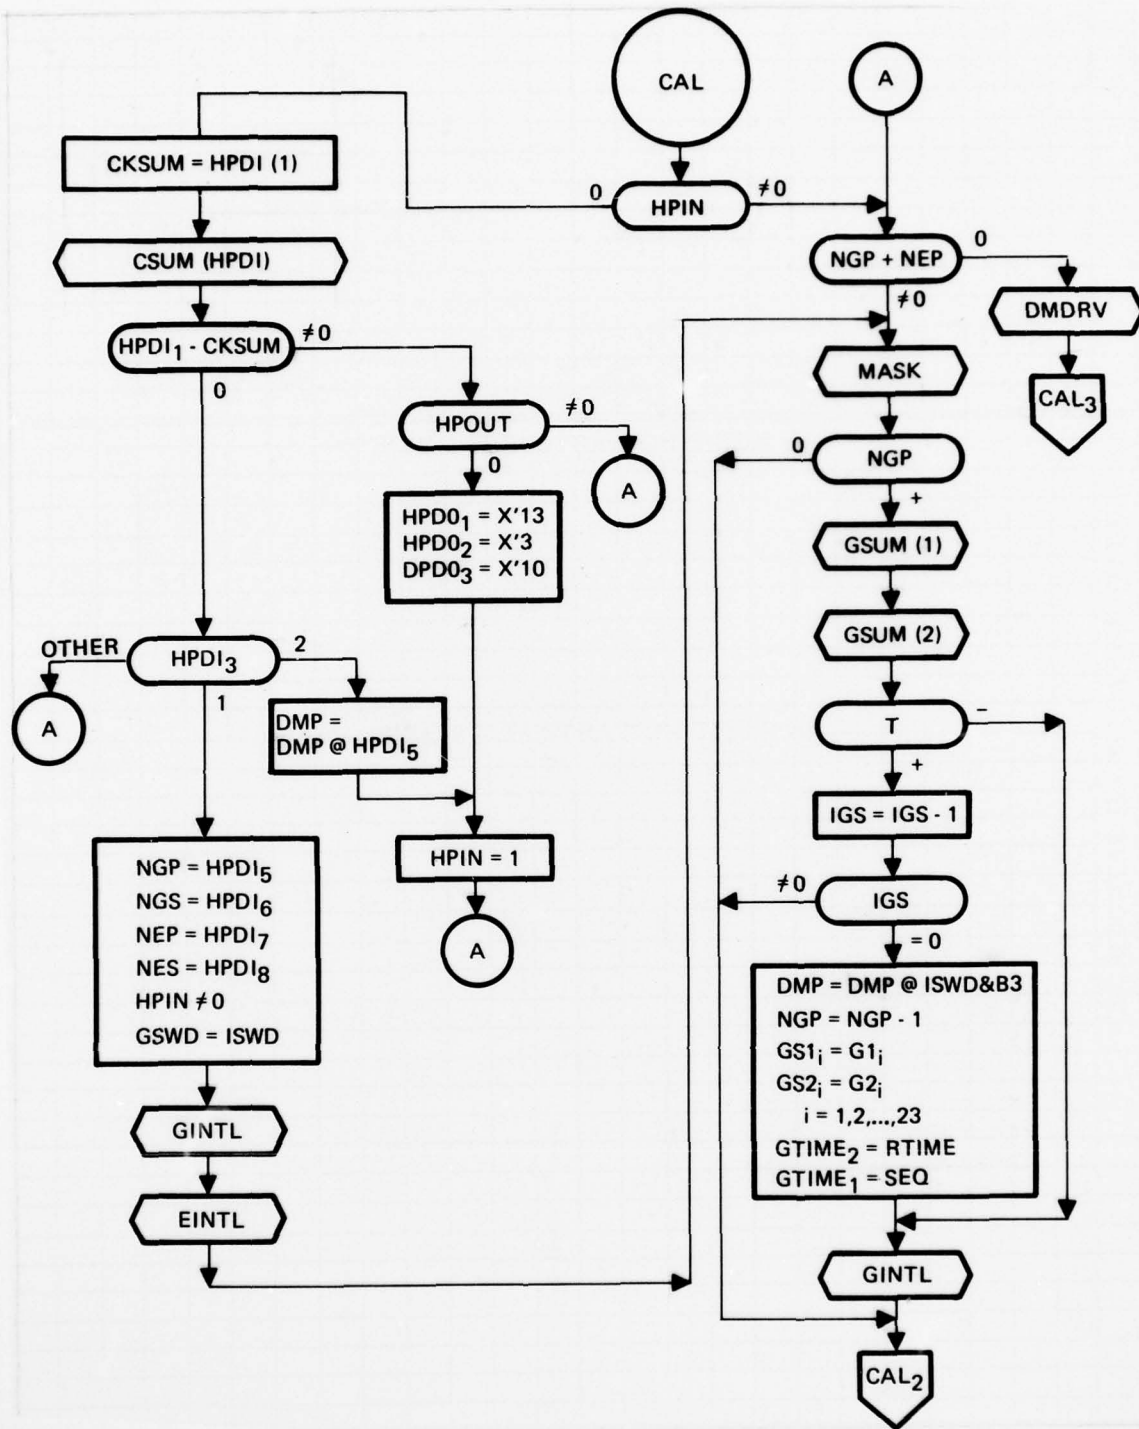 CAL
A
CKSUM = HPDI (1)
0
HPIN
≠0
CSUM (HPDI)
NGP + NEP
0
≠0
DMDRV
HPDI1 - CKSUM
≠0
0
MASK
CAL3
HPOUT
≠0
0
A
0
NGP
+
HPD01 = X'13
HPD02 = X'3
DPD03 = X'10
GSUM (1)
GSUM (2)
OTHER
HPDI3
2
1
A
DMP =
DMP @ HPDI5
T
-
+
IGS = IGS - 1
HPIN = 1
A
≠0
IGS
= 0
NGP = HPDI5
NGS = HPDI6
NEP = HPDI7
NES = HPDI8
HPIN ≠0
GSWD = ISWD
DMP = DMP @ ISWD&B3
NGP = NGP - 1
GS1i = G1i
GS2i = G2i
i = 1,2,...,23
GTIME2 = RTIME
GTIME1 = SEQ
GINTL
EINTL
GINTL
CAL2